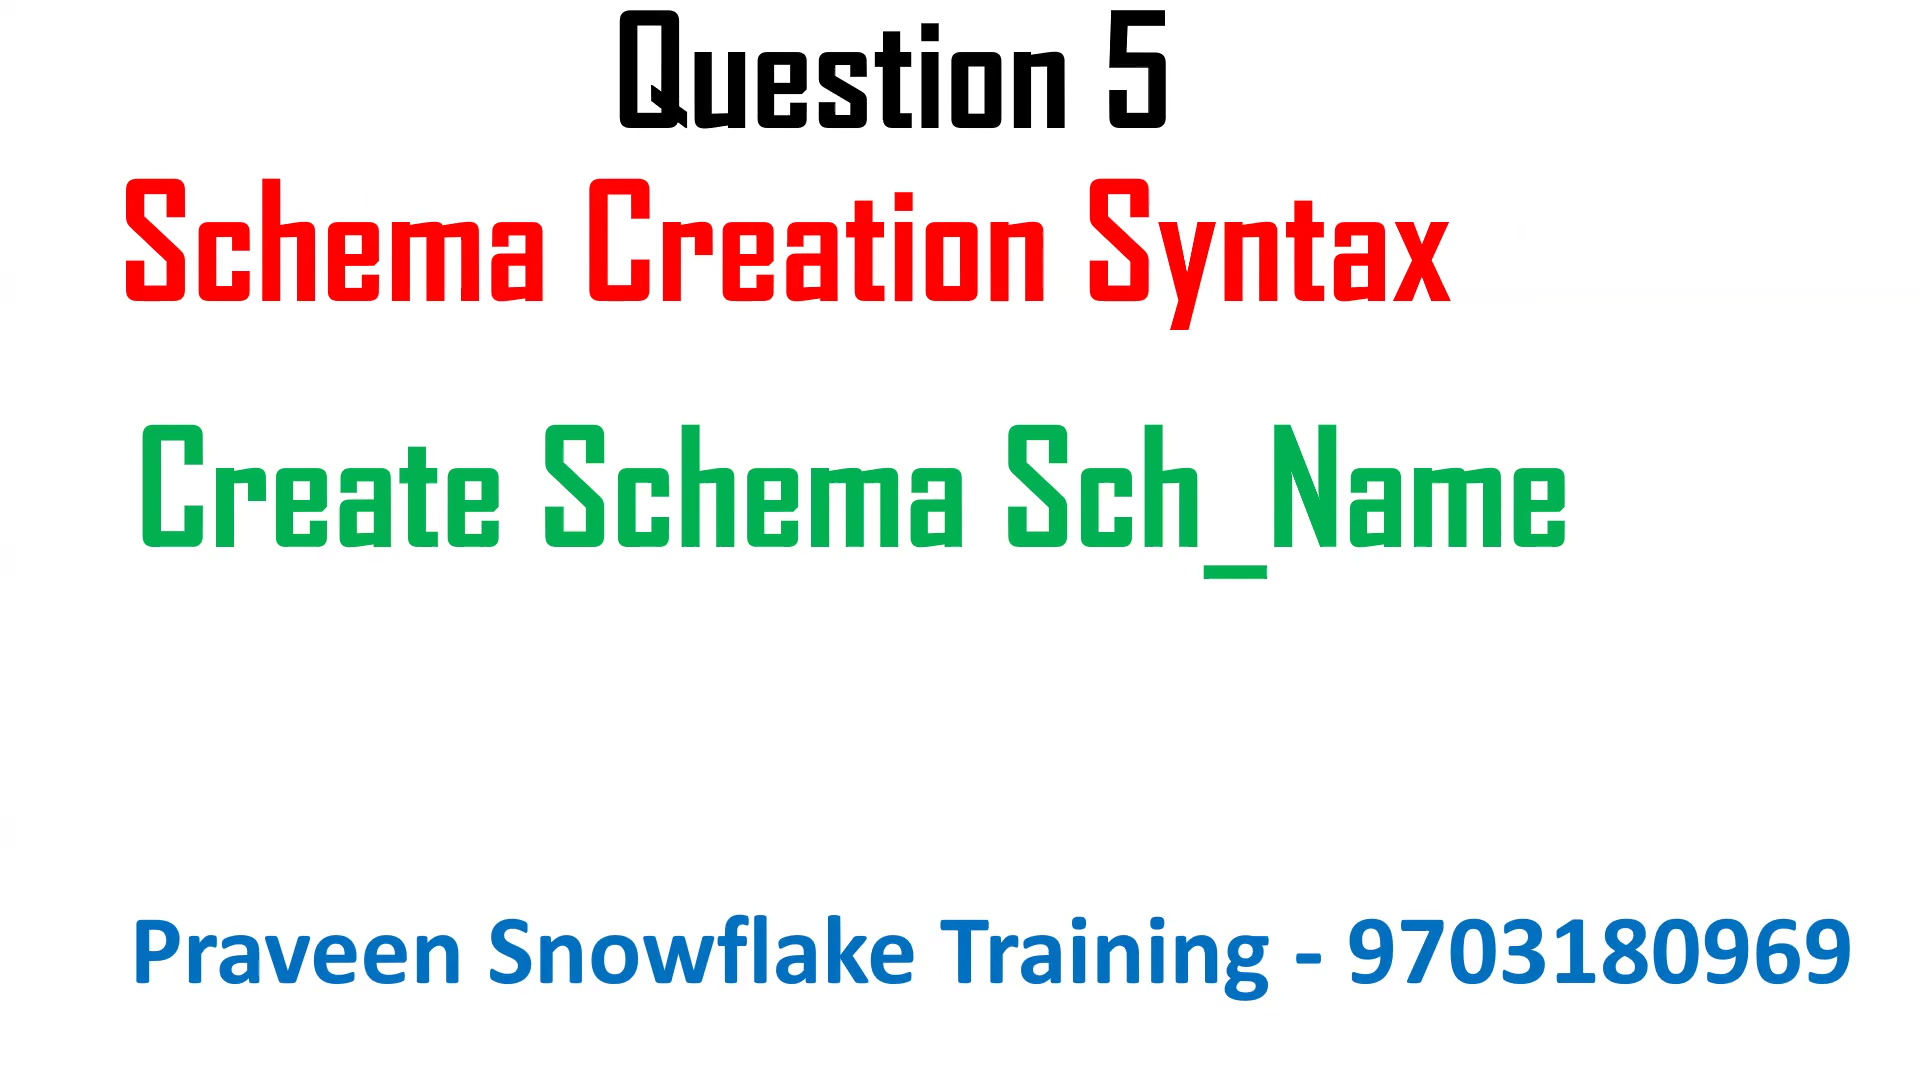 Question 5
Schema Creation Syntax
Create Schema Sch_Name
Praveen Snowflake Training - 9703180969